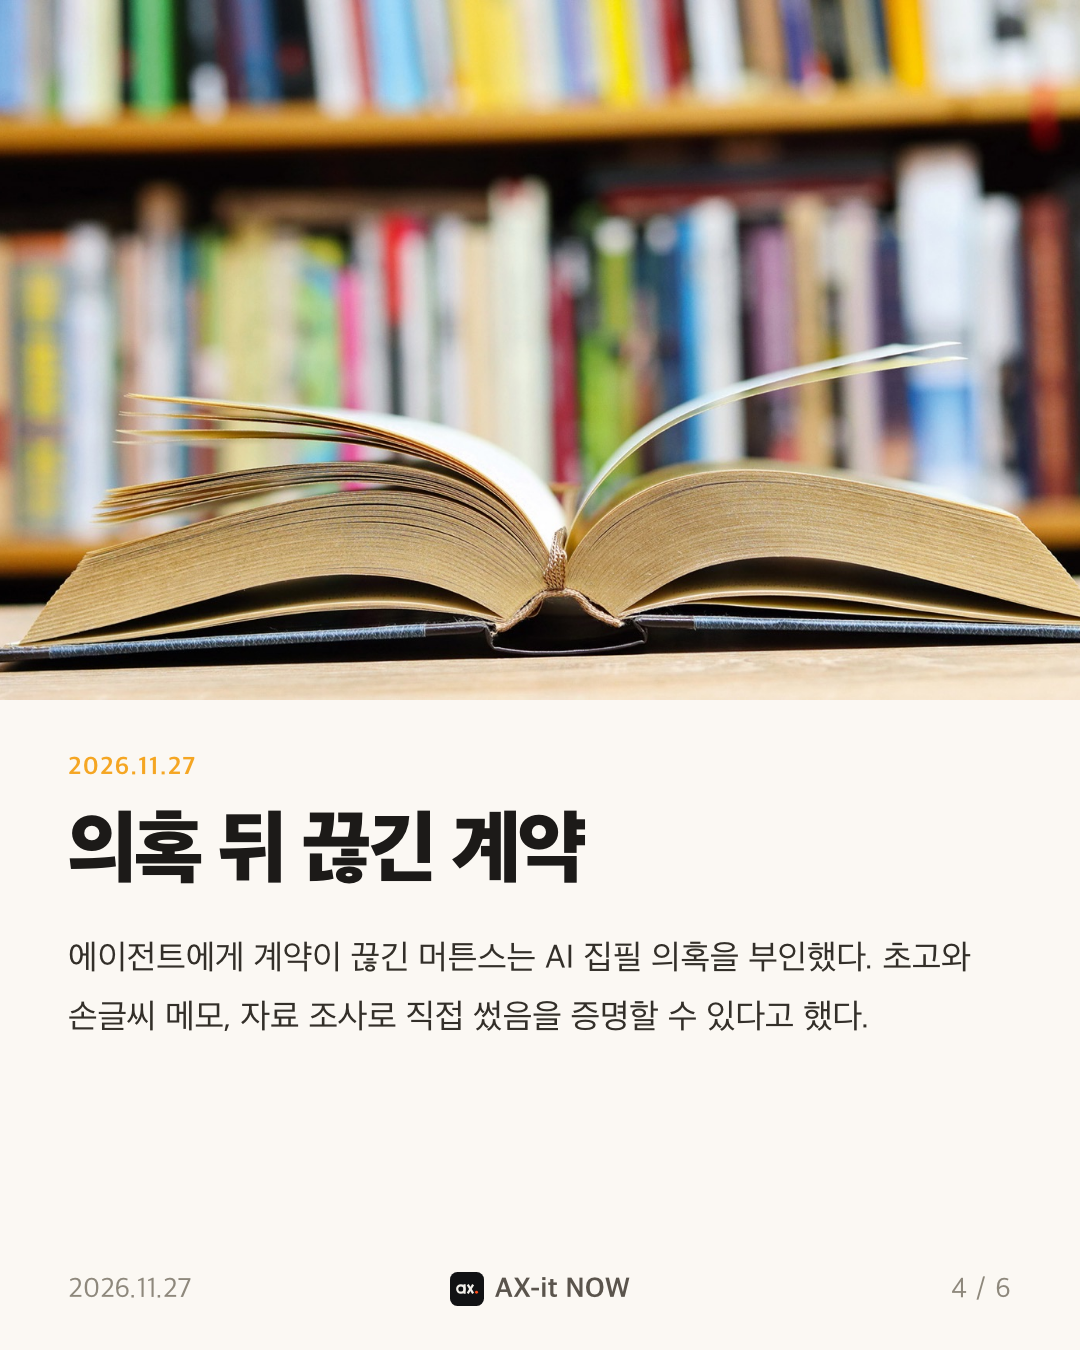 2026.11.27
의혹 뒤 끊긴 계약
에이전트에게 계약이 끊긴 머튼스는 AI 집필 의혹을 부인했다. 초고와
손글씨 메모, 자료 조사로 직접 썼음을 증명할 수 있다고 했다.
2026.11.27
ax. AX-it NOW
4 / 6